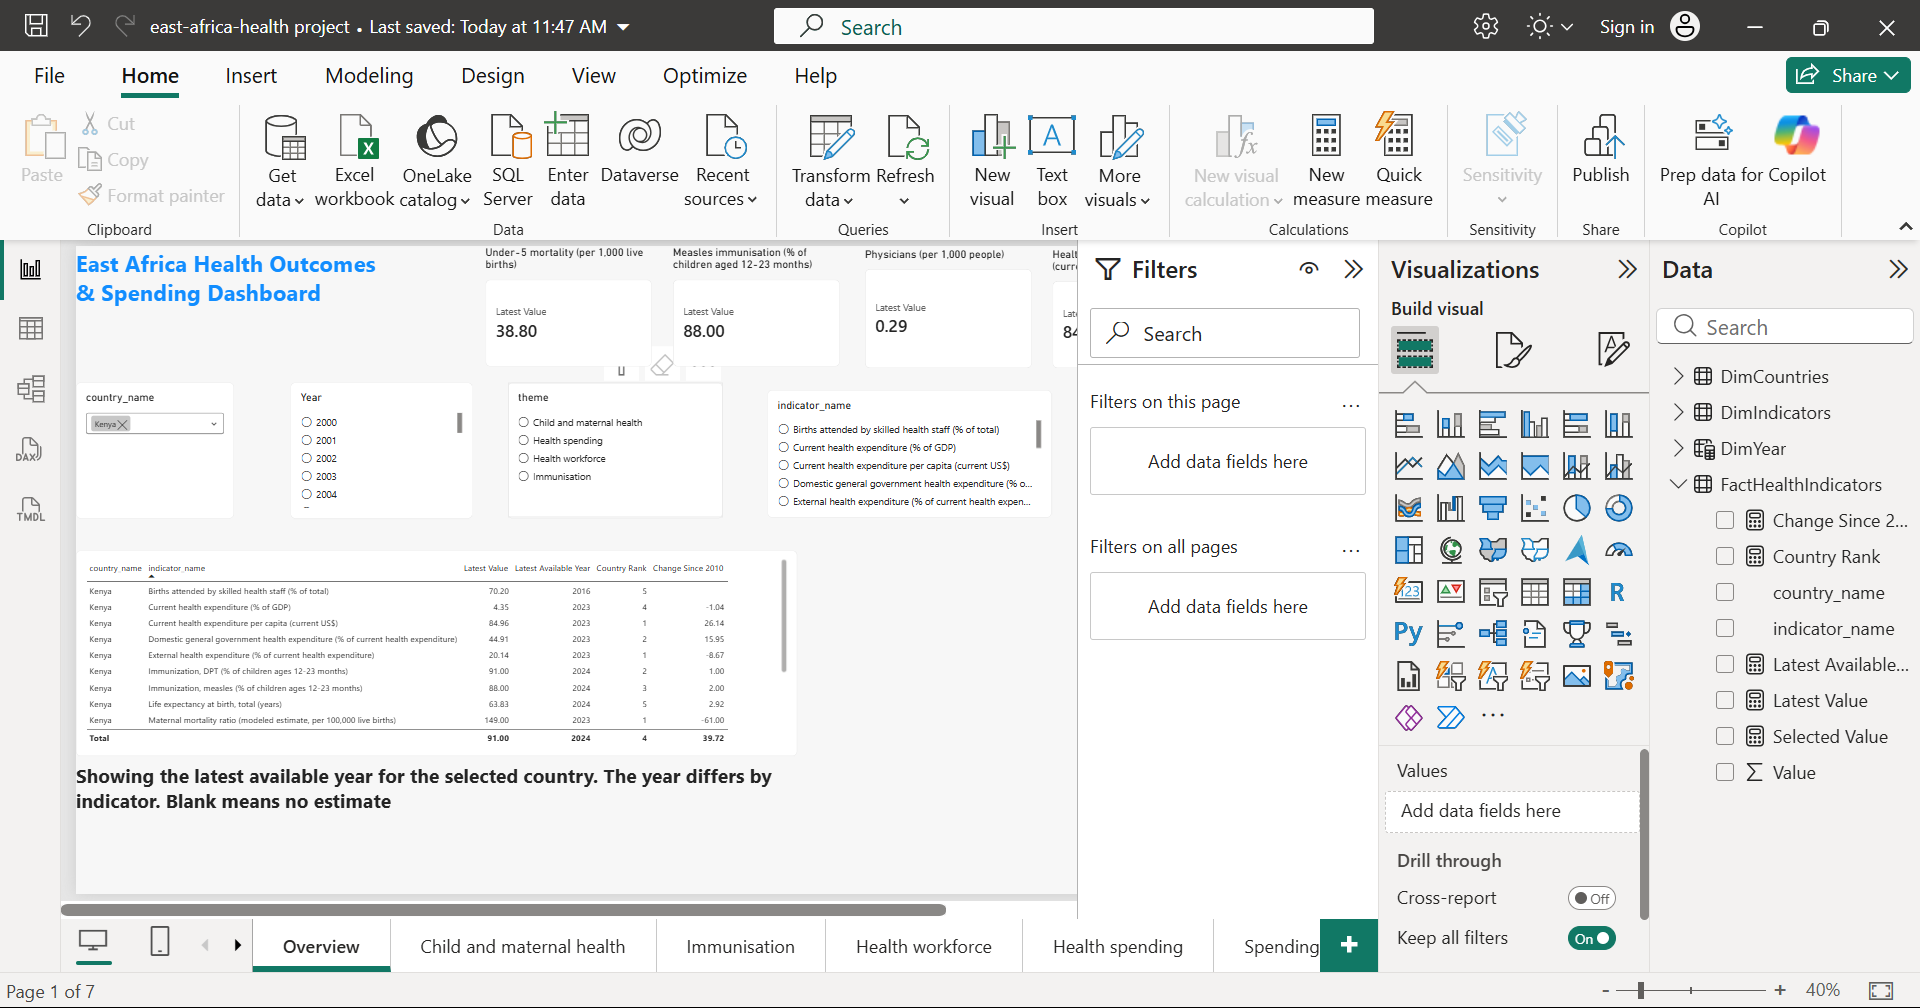 east-africa-health project • Last saved: Today at 11:47 AM
Search
Sign in
File
Home
Insert
Modeling
Design
View
Optimize
Help
Share
Paste
Cut
Copy
Format painter
Clipboard
Get data
Excel workbook
OneLake catalog
SQL Server
Enter data
Dataverse
Recent sources
Data
Transform data
Refresh
Queries
New visual
Text box
More visuals
Insert
New visual calculation
New measure
Quick measure
Calculations
Sensitivity
Sensitivity
Publish
Share
Prep data for AI
Copilot
Copilot
DAX
TMDL
East Africa Health Outcomes
& Spending Dashboard
Under-5 mortality (per 1,000 live
births)
Latest Value
38.80
Measles immunisation (% of
children aged 12-23 months)
Latest Value
88.00
Physicians (per 1,000 people)
Latest Value
0.29
country_name
Kenya
Year
2000
2001
2002
2003
2004
theme
Child and maternal health
Health spending
Health workforce
Immunisation
indicator_name
Births attended by skilled health staff (% of total)
Current health expenditure (% of GDP)
Current health expenditure per capita (current US$)
Domestic general government health expenditure (% o...
External health expenditure (% of current health expen...
country_name indicator_name Latest Value Latest Available Year Country Rank Change Since 2010
Kenya Births attended by skilled health staff (% of total) 70.20 2016 5
Kenya Current health expenditure (% of GDP) 4.35 2023 4 -1.04
Kenya Current health expenditure per capita (current US$) 84.96 2023 1 26.14
Kenya Domestic general government health expenditure (% of current health expenditure) 44.91 2023 2 15.95
Kenya External health expenditure (% of current health expenditure) 20.14 2023 1 -8.67
Kenya Immunization, DPT (% of children ages 12-23 months) 91.00 2024 2 1.00
Kenya Immunization, measles (% of children ages 12-23 months) 88.00 2024 3 2.00
Kenya Life expectancy at birth, total (years) 63.83 2024 5 2.92
Kenya Maternal mortality ratio (modeled estimate, per 100,000 live births) 149.00 2023 1 -61.00
Total 91.00 2024 4 39.72
Showing the latest available year for the selected country. The year differs by
indicator. Blank means no estimate
Filters
Search
Filters on this page
...
Add data fields here
Filters on all pages
...
Add data fields here
Visualizations
Build visual
123
R
Py
...
Values
Add data fields here
Drill through
Cross-report
Off
Keep all filters
On
Data
Search
DimCountries
DimIndicators
DimYear
FactHealthIndicators
Change Since 2...
Country Rank
country_name
indicator_name
Latest Available...
Latest Value
Selected Value
Value
Overview
Child and maternal health
Immunisation
Health workforce
Health spending
Spending
Page 1 of 7
40%